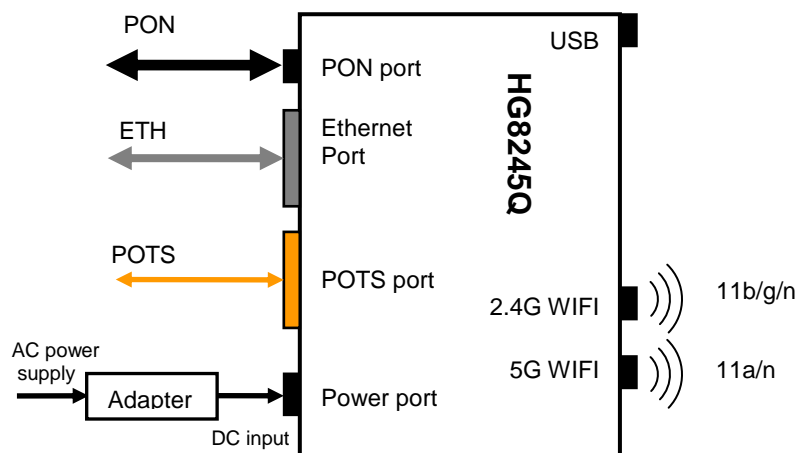 PON
PON port
USB
HG8245Q
ETH
Ethernet
Port
POTS
POTS port
2.4G WIFI
11b/g/n
5G WIFI
11a/n
AC power
supply
Adapter
Power port
DC input